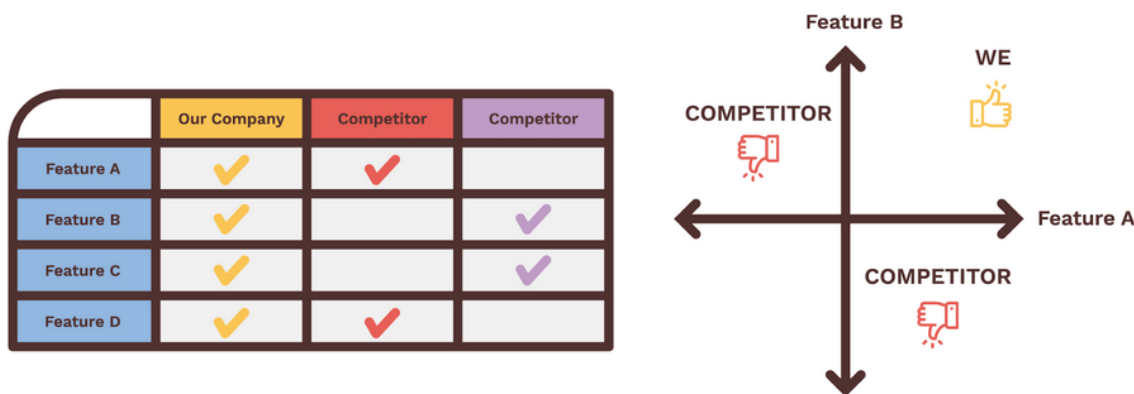 Our Company Competitor Competitor
Feature A
Feature B
Feature C
Feature D
Feature B
WE
COMPETITOR
Feature A
COMPETITOR